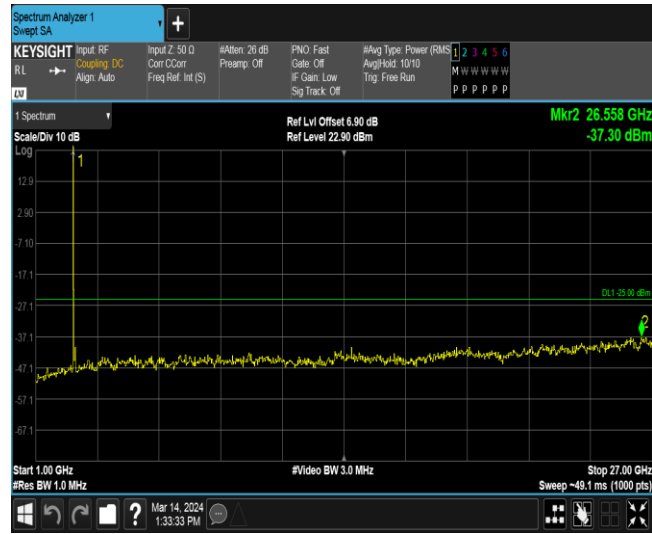 Spectrum Analyzer 1
Swept SA
+
KEYSIGHT
RL
LXI
Input: RF
Coupling: DC
Align: Auto
Input Z: 50 Ω
Corr CCorr
Freq Ref: Int (S)
#Atten: 26 dB
Preamp: Off
PNO: Fast
Gate: Off
IF Gain: Low
Sig Track: Off
#Avg Type: Power (RMS
Avg|Hold: 10/10
Trig: Free Run
1 2 3 4 5 6
M W W W W W
P P P P P P
1 Spectrum
Scale/Div 10 dB
Log
Ref Lvl Offset 6.90 dB
Ref Level 22.90 dBm
Mkr2 26.558 GHz
-37.30 dBm
1
12.9
2.90
-7.10
-17.1
DL1 -25.00 dBm
-27.1
2
-37.1
-47.1
-57.1
-67.1
Start 1.00 GHz
#Res BW 1.0 MHz
#Video BW 3.0 MHz
Stop 27.00 GHz
Sweep ~49.1 ms (1000 pts)
?
Mar 14, 2024
1:33:33 PM